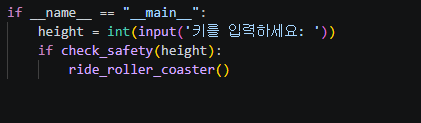 if __name__ == "__main__":
    height = int(input('키를 입력하세요: '))
    if check_safety(height):
        ride_roller_coaster()